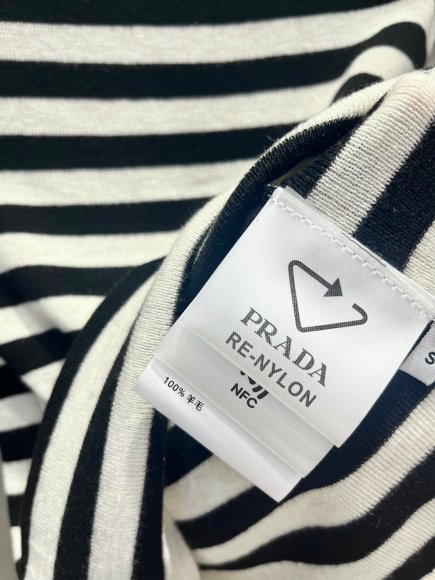 PRADA
RE-NYLON
NFC
100% 羊毛
S